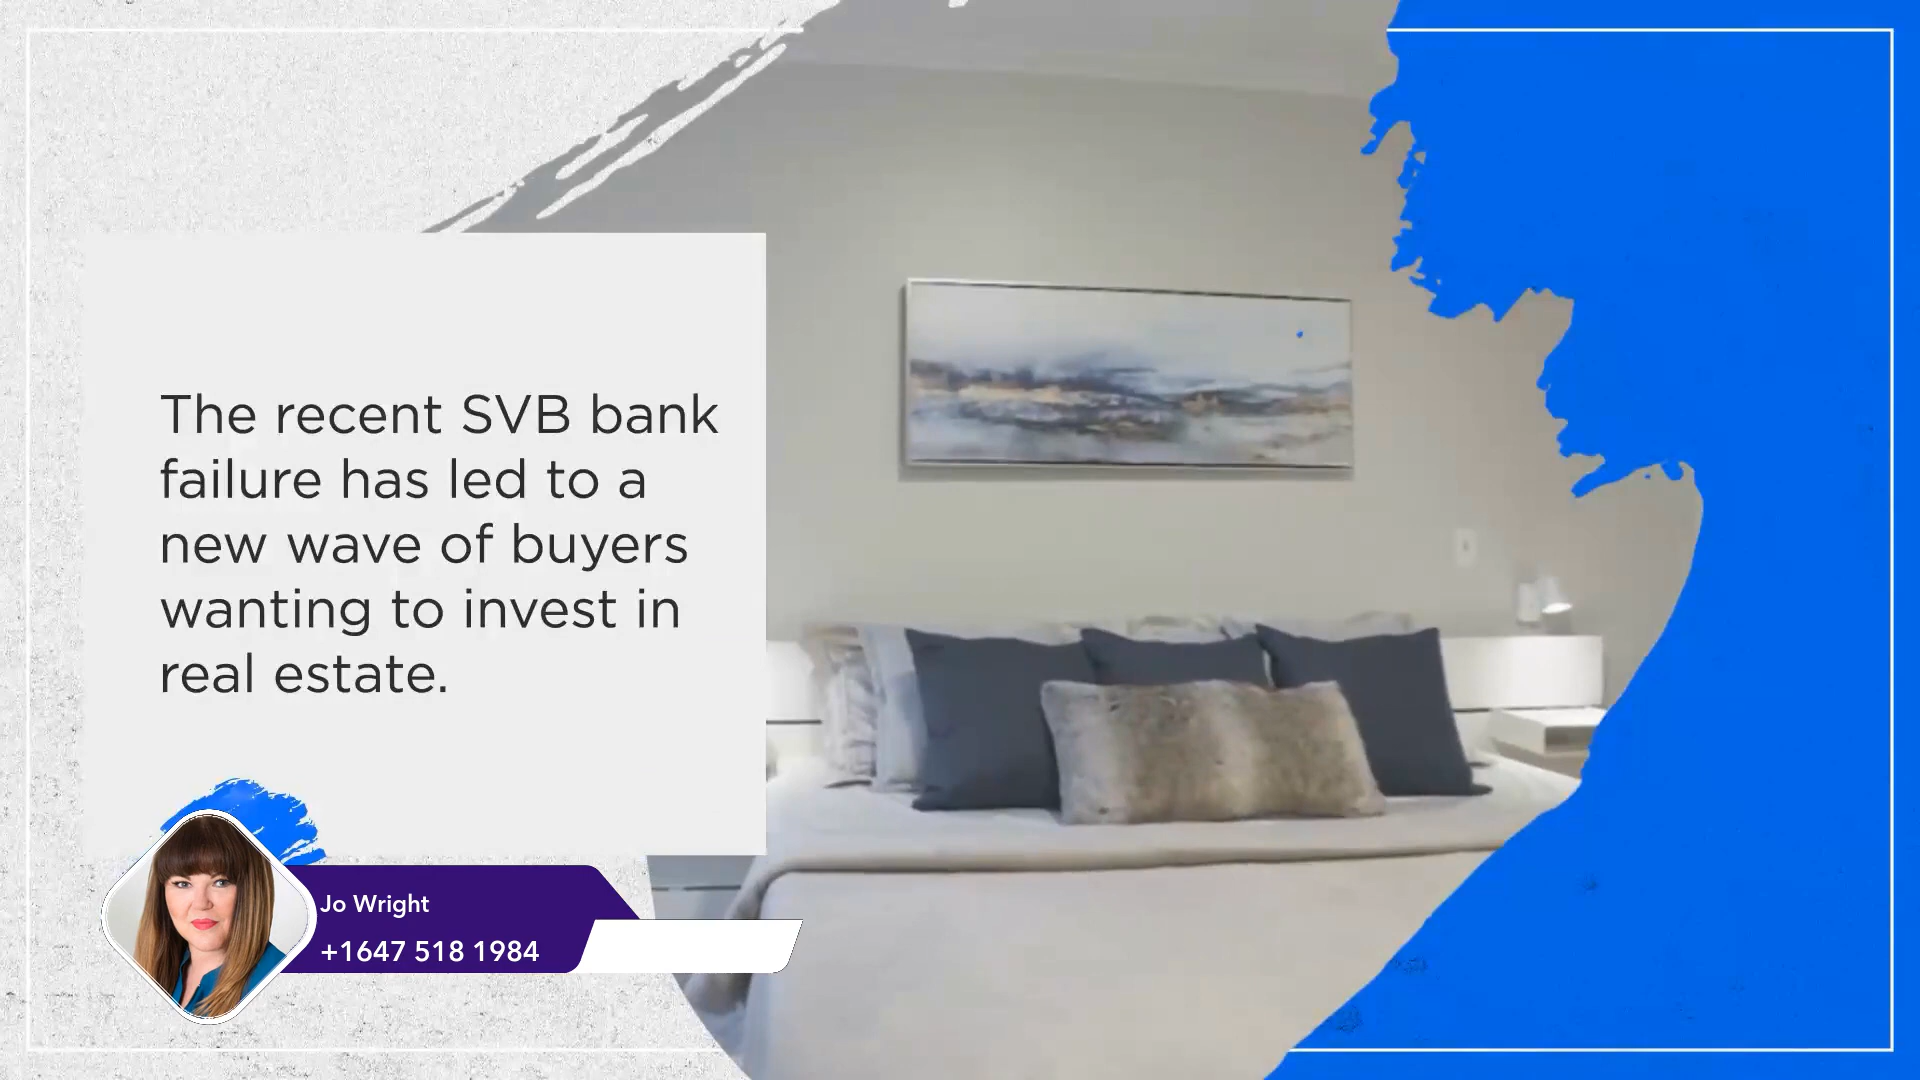 The recent SVB bank
failure has led to a
new wave of buyers
wanting to invest in
real estate.
Jo Wright
+1647 518 1984